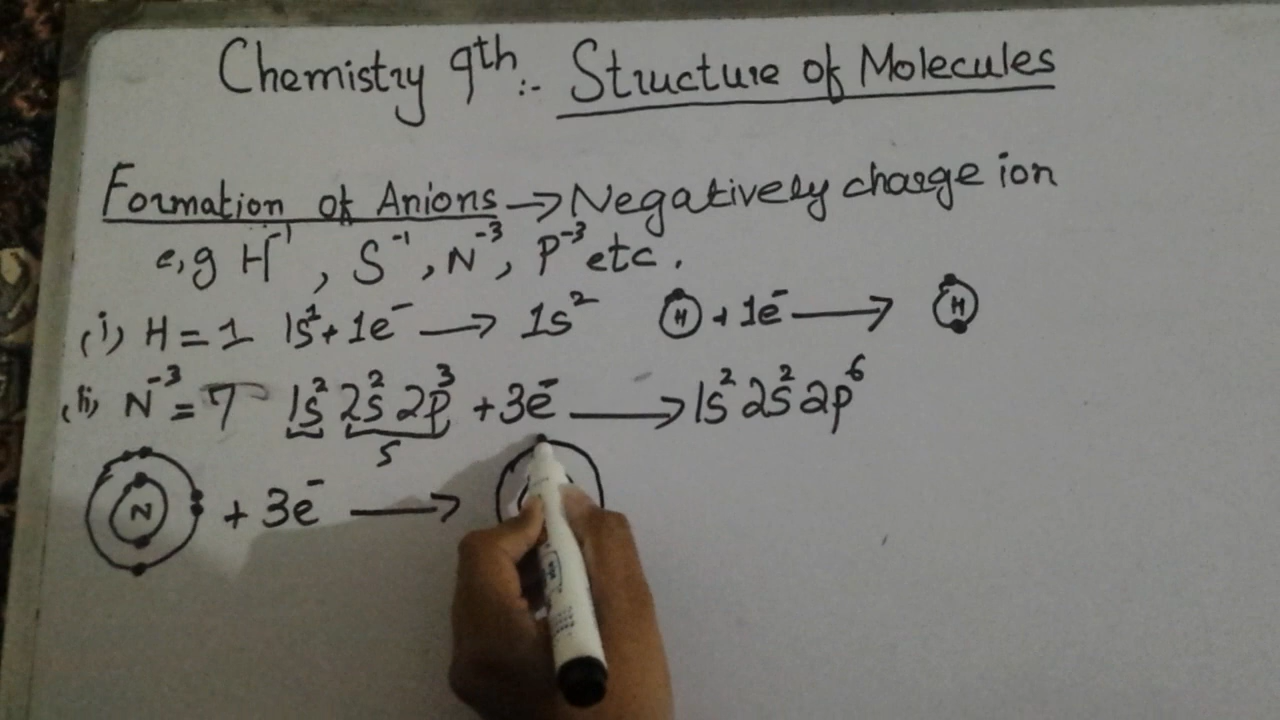 Chemistry 9th :- Structure of Molecules
Formation of Anions → Negatively charge ion
e,g H⁻¹, S⁻¹, N⁻³, P⁻³ etc.
(i) H = 1 1s¹ + 1e⁻ → 1s² H + 1e⁻ → H
(ii) N⁻³ = 7 1s² 2s² 2p³ + 3e⁻ → 1s² 2s² 2p⁶
5
N + 3e⁻ →